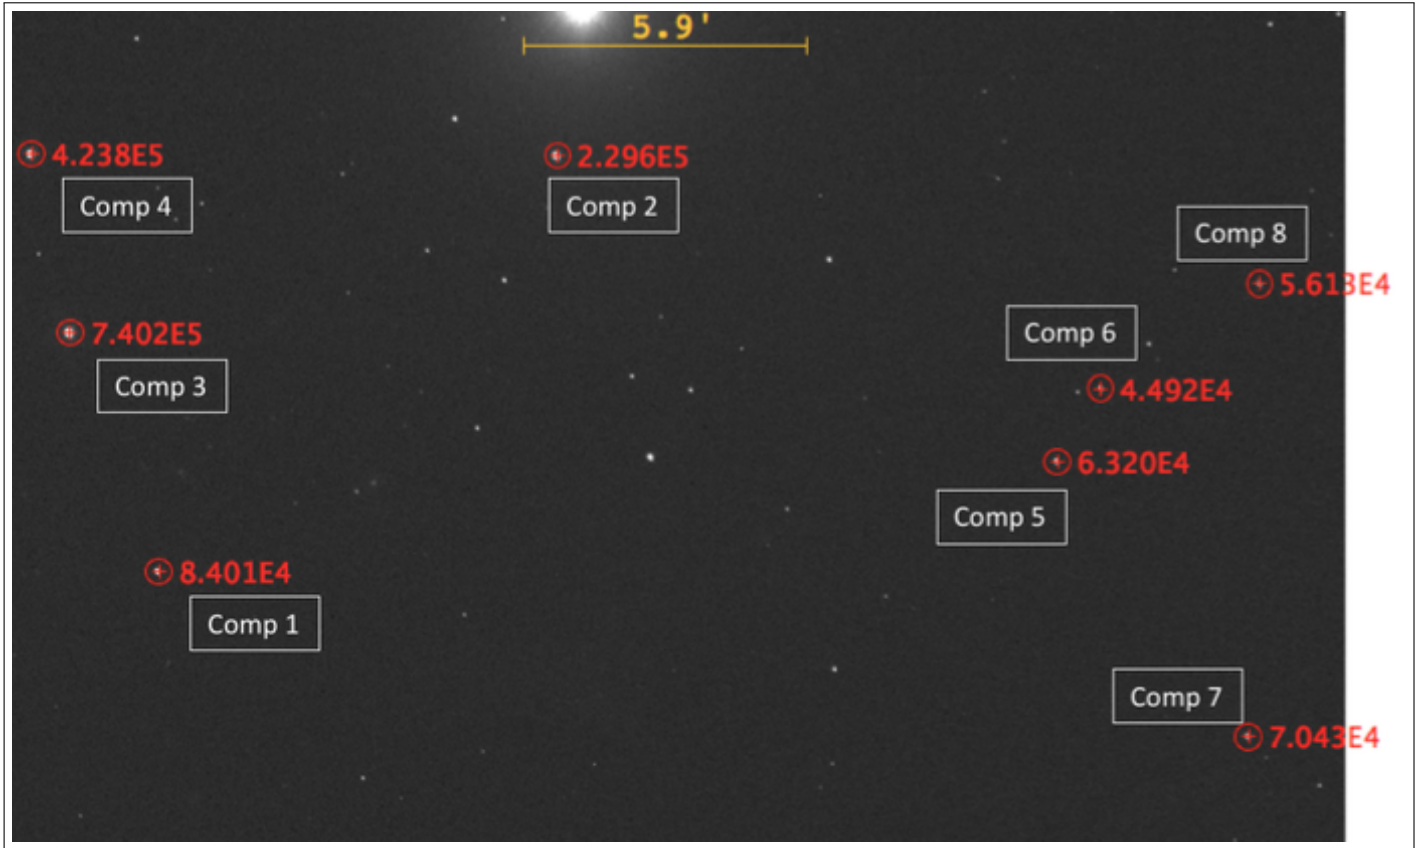 5.9'
4.238E5
Comp 4
2.296E5
Comp 2
Comp 8
5.613E4
7.402E5
Comp 3
Comp 6
4.492E4
6.320E4
Comp 5
8.401E4
Comp 1
Comp 7
7.043E4